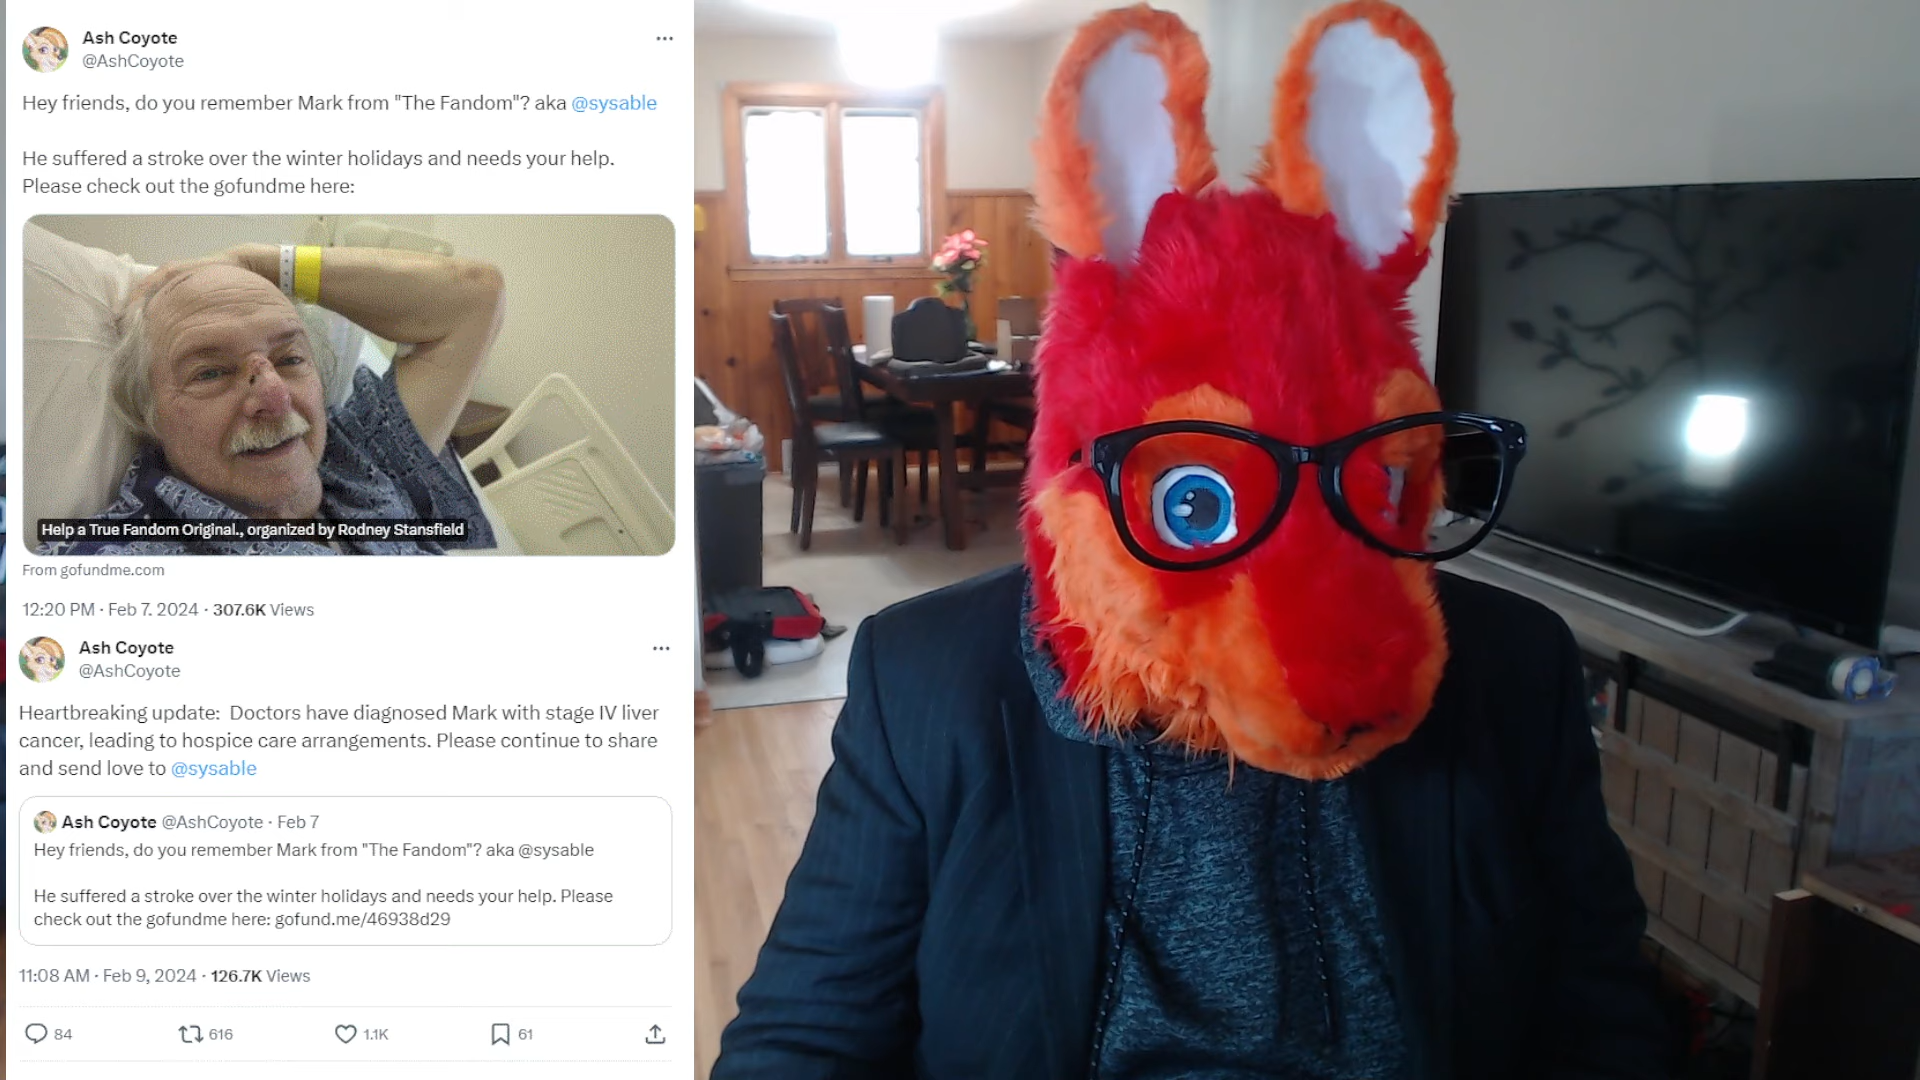 Ash Coyote
@AshCoyote
Hey friends, do you remember Mark from "The Fandom"? aka @sysable
He suffered a stroke over the winter holidays and needs your help.
Please check out the gofundme here:
Help a True Fandom Original., organized by Rodney Stansfield
From gofundme.com
12:20 PM · Feb 7, 2024 · 307.6K Views
Ash Coyote
@AshCoyote
Heartbreaking update:  Doctors have diagnosed Mark with stage IV liver
cancer, leading to hospice care arrangements. Please continue to share
and send love to @sysable
Ash Coyote @AshCoyote · Feb 7
Hey friends, do you remember Mark from "The Fandom"? aka @sysable
He suffered a stroke over the winter holidays and needs your help. Please
check out the gofundme here: gofund.me/46938d29
11:08 AM · Feb 9, 2024 · 126.7K Views
84 616 1.1K 61